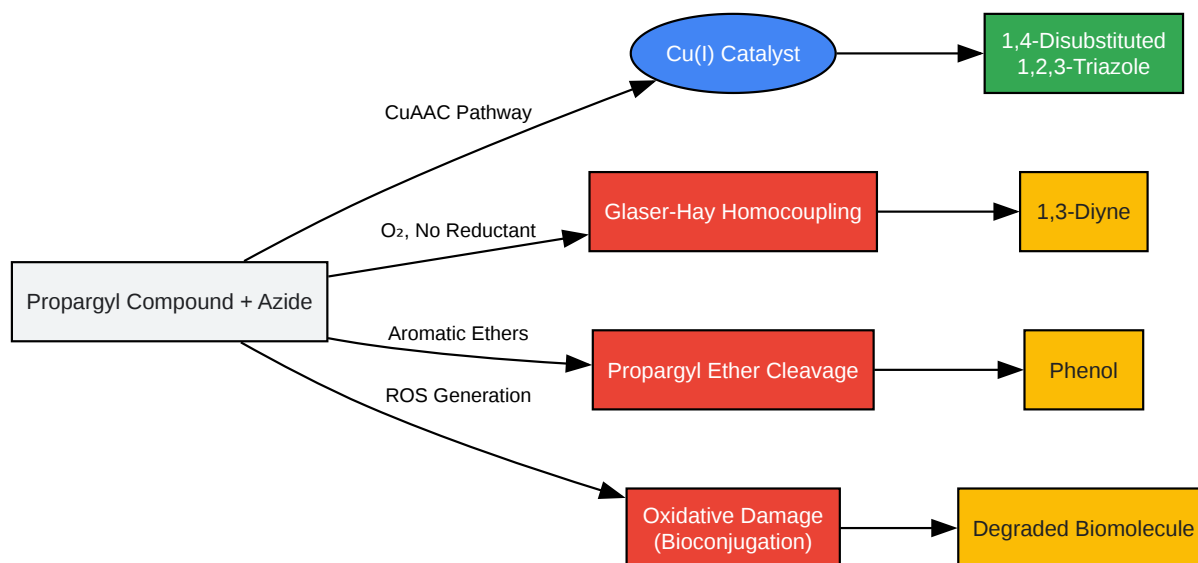 Cu(I) Catalyst
1,4-Disubstituted
1,2,3-Triazole
CuAAC Pathway
Glaser-Hay Homocoupling
1,3-Diyne
O₂, No Reductant
Propargyl Compound + Azide
Aromatic Ethers
Propargyl Ether Cleavage
Phenol
ROS Generation
Oxidative Damage
(Bioconjugation)
Degraded Biomolecule